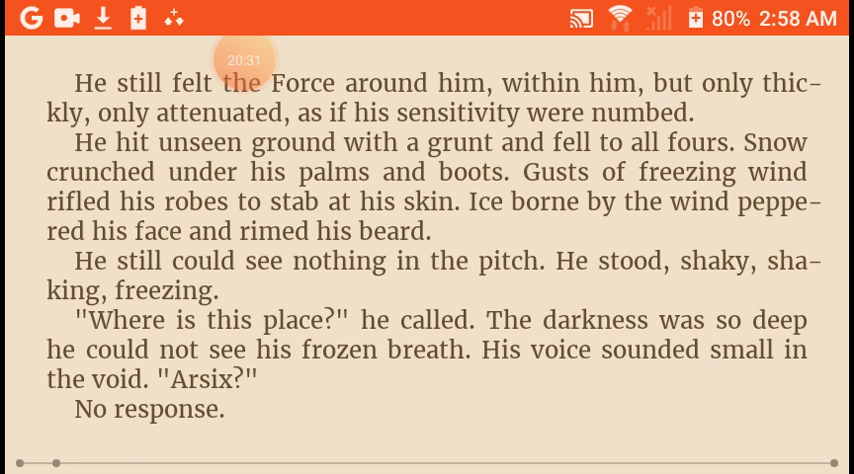 80% 2:58 AM
20:31
He still felt the Force around him, within him, but only thic-
kly, only attenuated, as if his sensitivity were numbed.
He hit unseen ground with a grunt and fell to all fours. Snow
crunched under his palms and boots. Gusts of freezing wind
rifled his robes to stab at his skin. Ice borne by the wind peppe-
red his face and rimed his beard.
He still could see nothing in the pitch. He stood, shaky, sha-
king, freezing.
"Where is this place?" he called. The darkness was so deep
he could not see his frozen breath. His voice sounded small in
the void. "Arsix?"
No response.